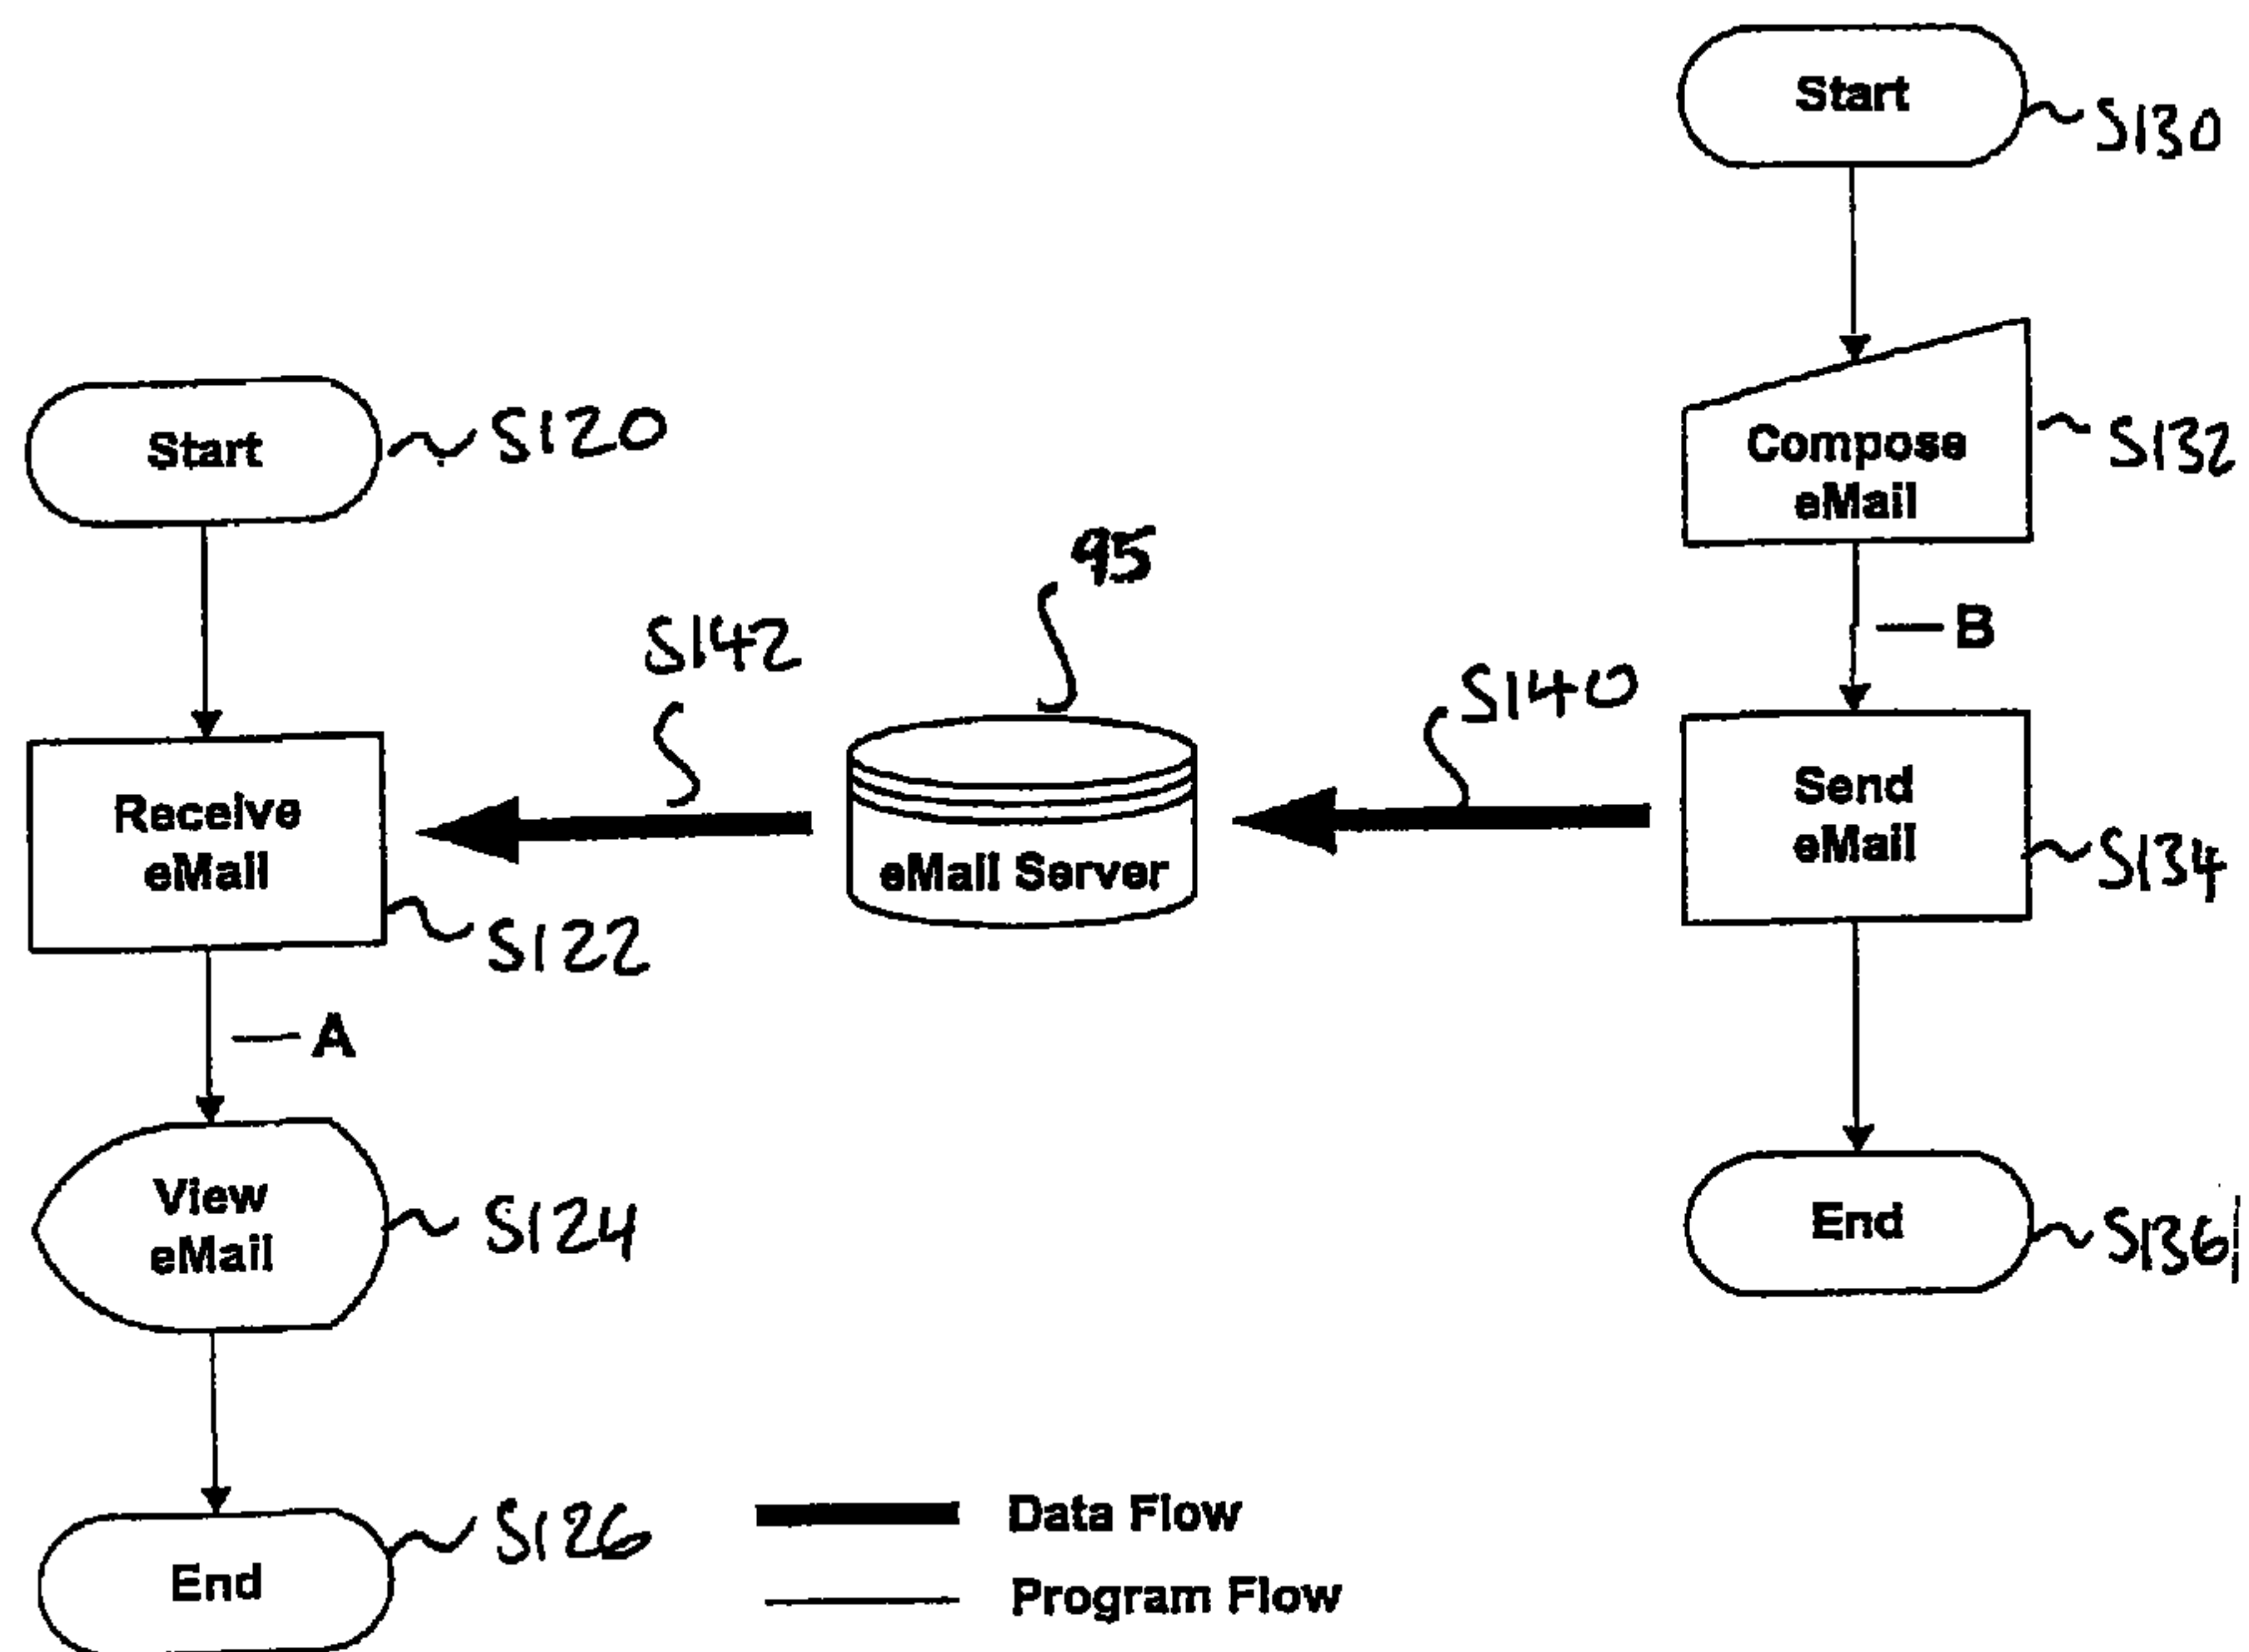 Start
S130
Compose
eMail
S132
B
Send
eMail
S134
End
S136
Start
S120
Receive
eMail
S122
A
View
eMail
S124
End
S126
S142
95
S140
eMail Server
Data Flow
Program Flow